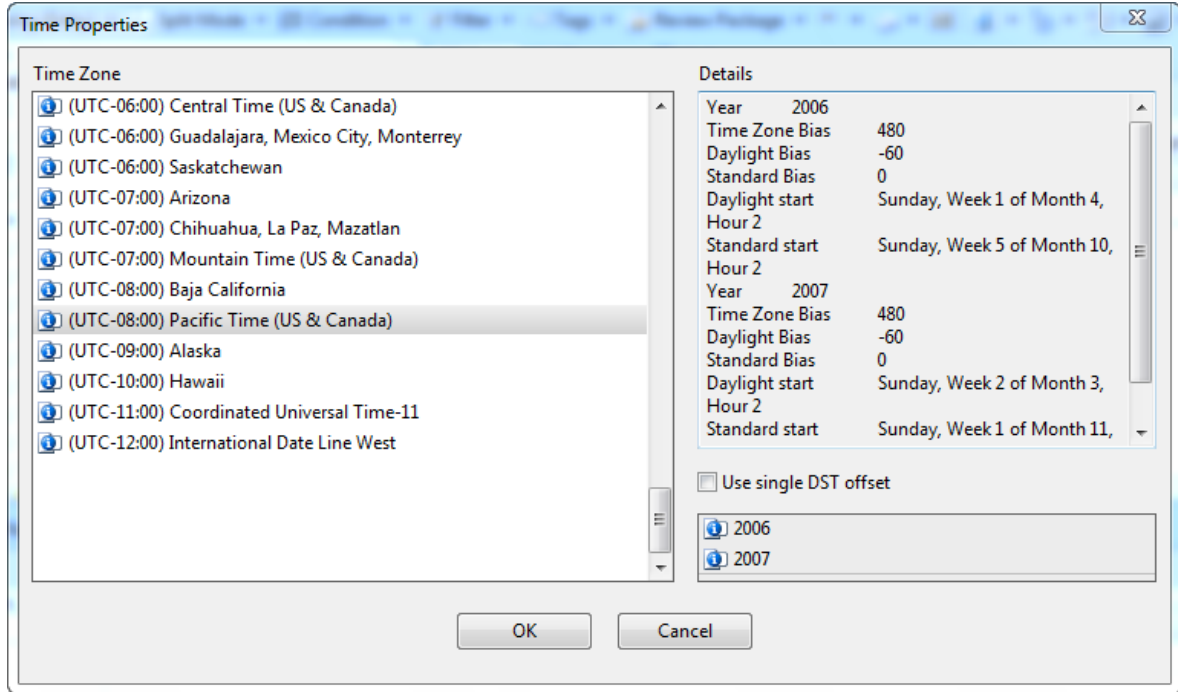 Time Properties
Split Mode Condition Filter Tags Review Package
Time Zone
(UTC-06:00) Central Time (US & Canada)
(UTC-06:00) Guadalajara, Mexico City, Monterrey
(UTC-06:00) Saskatchewan
(UTC-07:00) Arizona
(UTC-07:00) Chihuahua, La Paz, Mazatlan
(UTC-07:00) Mountain Time (US & Canada)
(UTC-08:00) Baja California
(UTC-08:00) Pacific Time (US & Canada)
(UTC-09:00) Alaska
(UTC-10:00) Hawaii
(UTC-11:00) Coordinated Universal Time-11
(UTC-12:00) International Date Line West
Details
Year 2006
Time Zone Bias 480
Daylight Bias -60
Standard Bias 0
Daylight start Sunday, Week 1 of Month 4,
Hour 2
Standard start Sunday, Week 5 of Month 10,
Hour 2
Year 2007
Time Zone Bias 480
Daylight Bias -60
Standard Bias 0
Daylight start Sunday, Week 2 of Month 3,
Hour 2
Standard start Sunday, Week 1 of Month 11,
Use single DST offset
2006
2007
OK Cancel